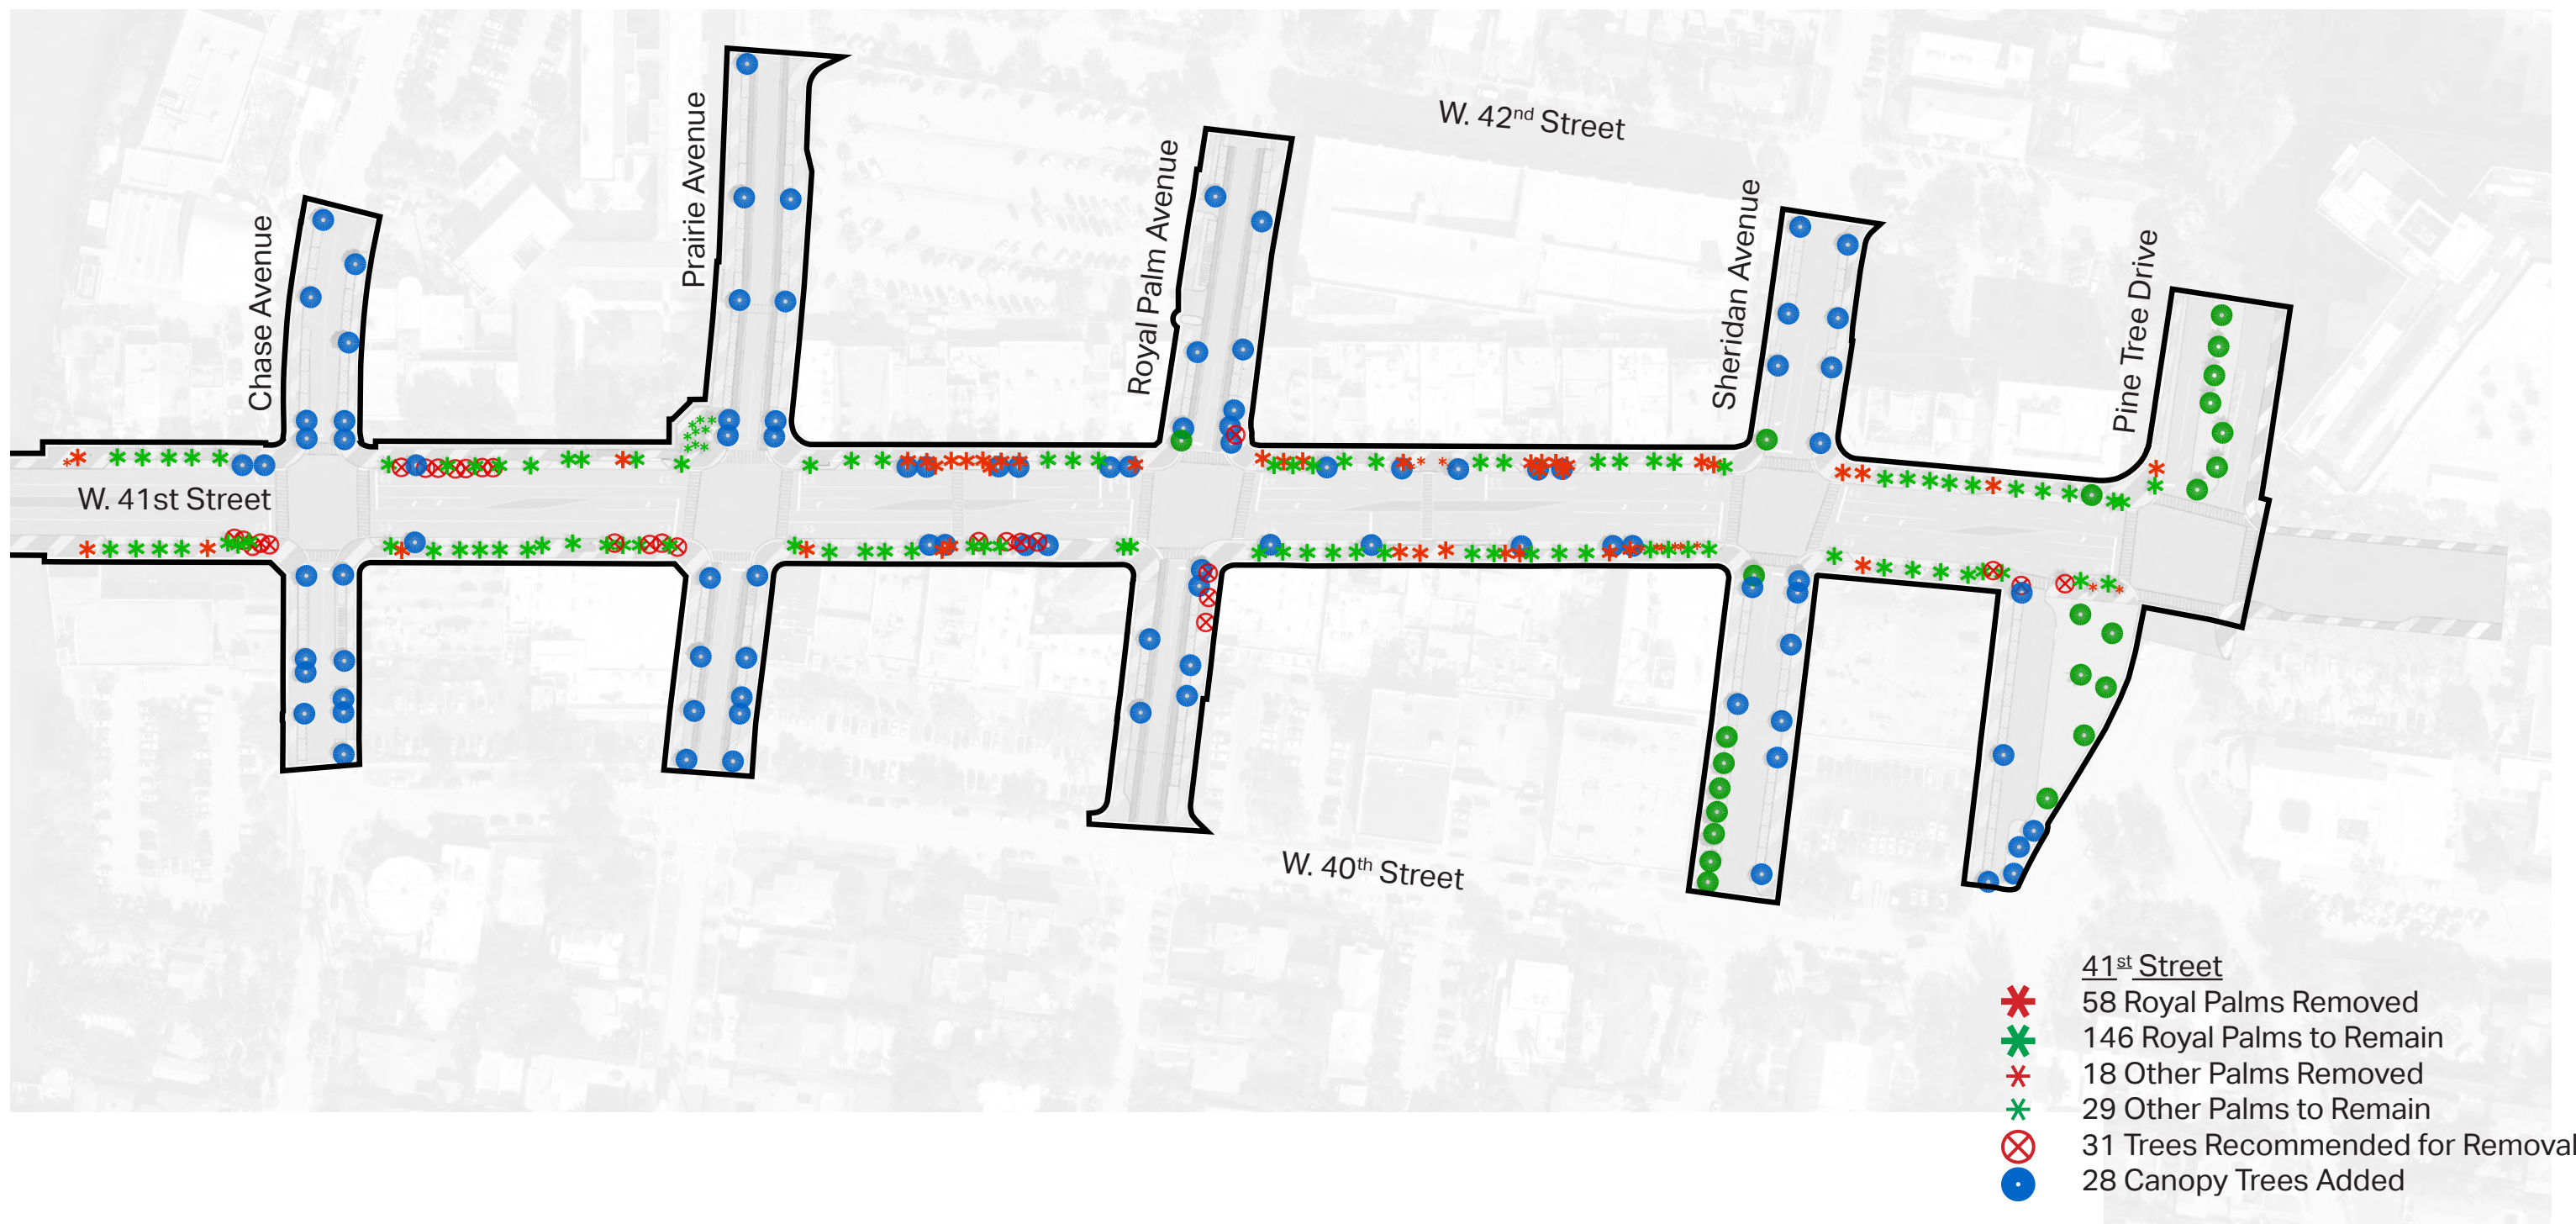 W. 42nd Street
Prairie Avenue
Royal Palm Avenue
Sheridan Avenue
Chase Avenue
Pine Tree Drive
W. 41st Street
W. 40th Street
41st Street
58 Royal Palms Removed
146 Royal Palms to Remain
18 Other Palms Removed
29 Other Palms to Remain
31 Trees Recommended for Removal
28 Canopy Trees Added